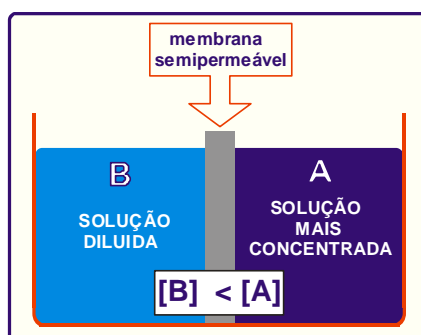 membrana
semipermeável
B
SOLUÇÃO
DILUIDA
A
SOLUÇÃO
MAIS
CONCENTRADA
[B] < [A]